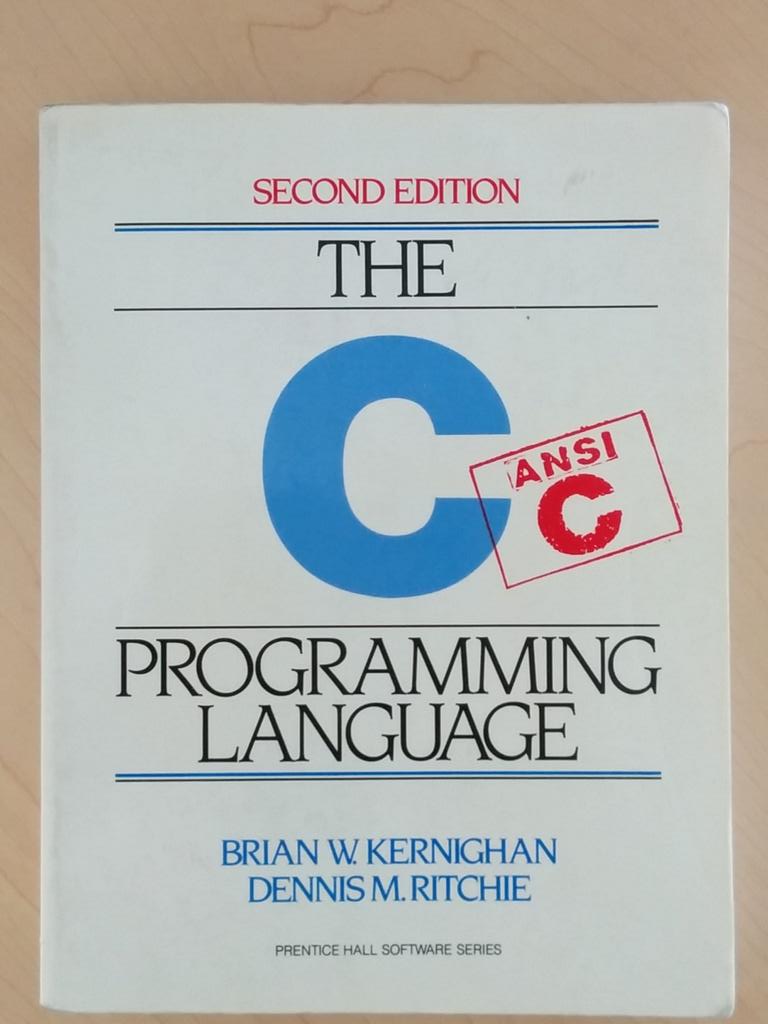 SECOND EDITION
THE
C
ANSI
C
PROGRAMMING
LANGUAGE
BRIAN W. KERNIGHAN
DENNIS M. RITCHIE
PRENTICE HALL SOFTWARE SERIES